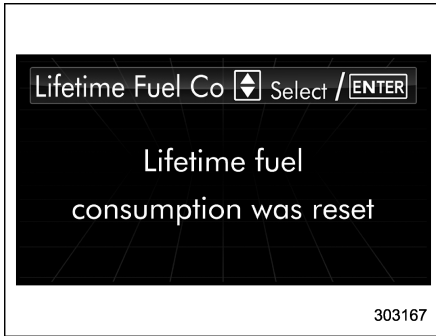 Lifetime Fuel Co Select / ENTER
Lifetime fuel
consumption was reset
303167